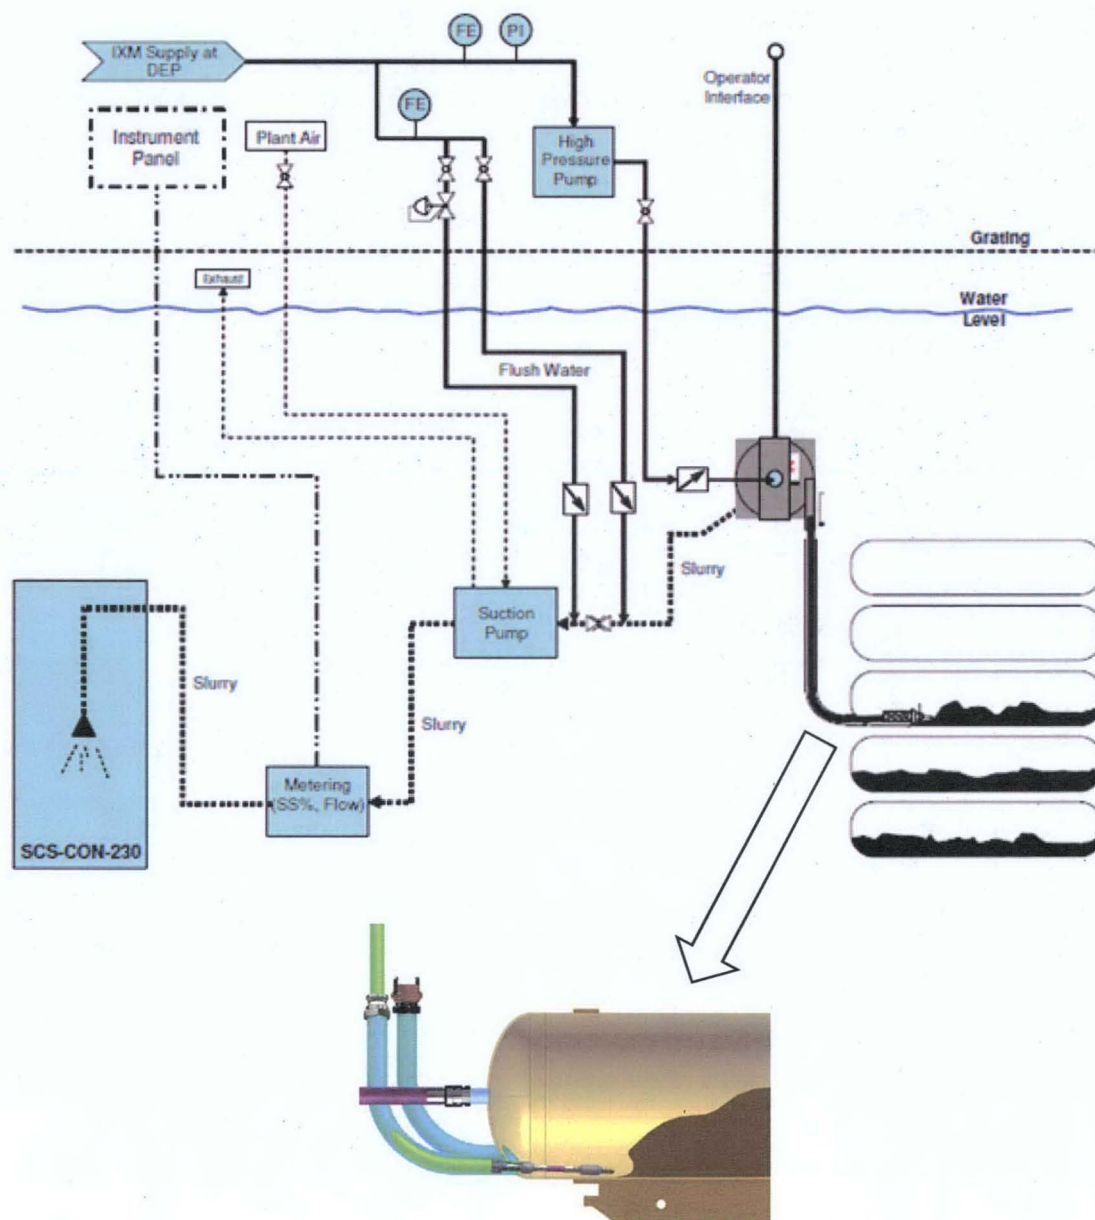 FE
PI
IXM Supply at
DEP
Operator
Interface
FE
Instrument
Panel
Plant Air
High
Pressure
Pump
Grating
Exhaust
Water
Level
Flush Water
Slurry
Suction
Pump
Slurry
Slurry
Metering
(SS%, Flow)
SCS-CON-230